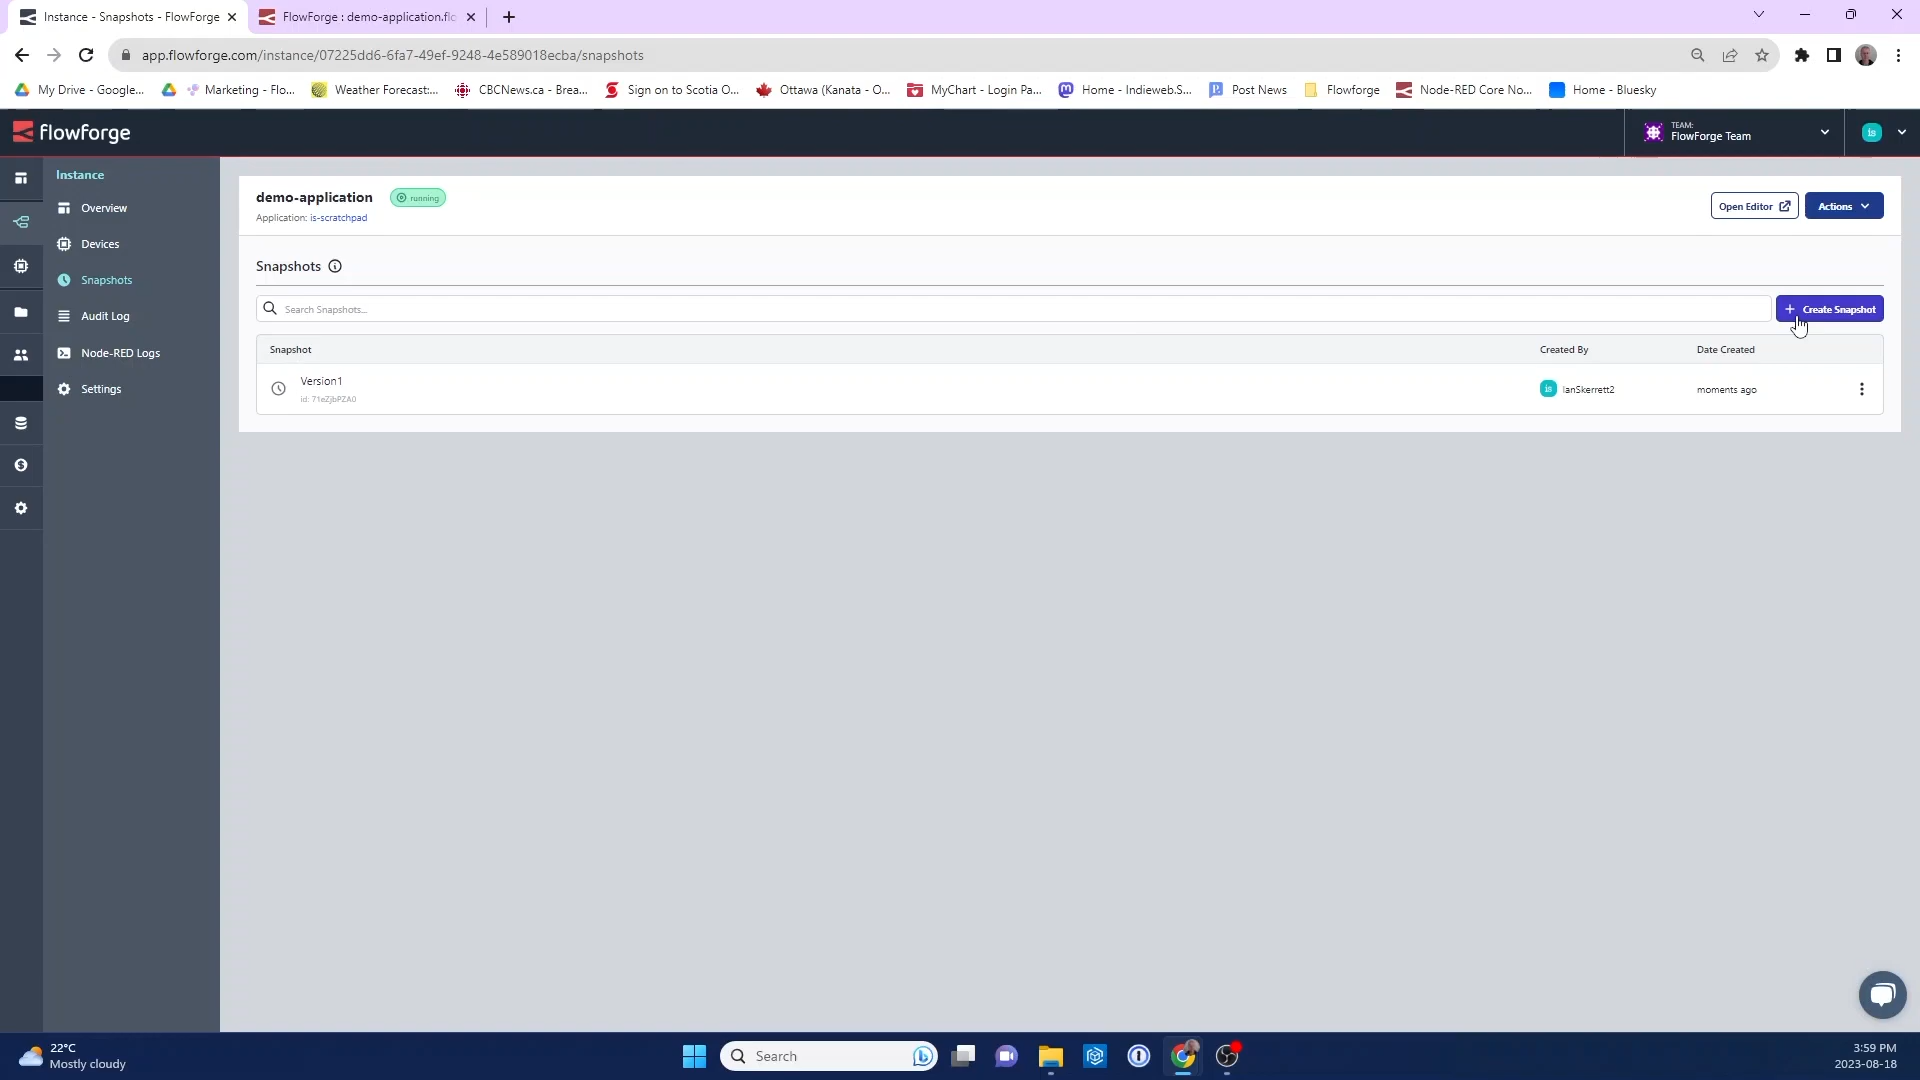 Instance - Snapshots - FlowForge
FlowForge : demo-application.flo
app.flowforge.com/instance/07225dd6-6fa7-49ef-9248-4e589018ecba/snapshots
My Drive - Google...
Marketing - Flo...
Weather Forecast:...
CBCNews.ca - Brea...
Sign on to Scotia O...
Ottawa (Kanata - O...
MyChart - Login Pa...
Home - Indieweb.S...
Post News
Flowforge
Node-RED Core No...
Home - Bluesky
flowforge
TEAM:
FlowForge Team
is
Instance
Overview
Devices
Snapshots
Audit Log
Node-RED Logs
Settings
demo-application
running
Application: is-scratchpad
Open Editor
Actions
Snapshots
Search Snapshots...
+ Create Snapshot
Snapshot
Created By
Date Created
Version1
id: 71eZjbPZA0
is
IanSkerrett2
moments ago
22°C
Mostly cloudy
Search
3:59 PM
2023-08-18